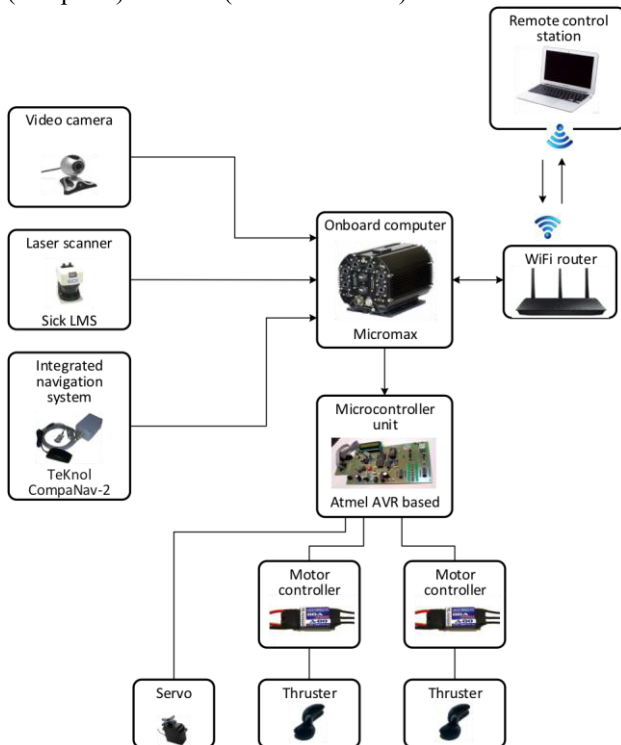 Remote control
station
Video camera
Laser scanner
Sick LMS
Onboard computer
Micromax
WiFi router
Integrated
navigation
system
TeKnol
CompaNav-2
Microcontroller
unit
Atmel AVR based
Motor
controller
Motor
controller
Servo
Thruster
Thruster